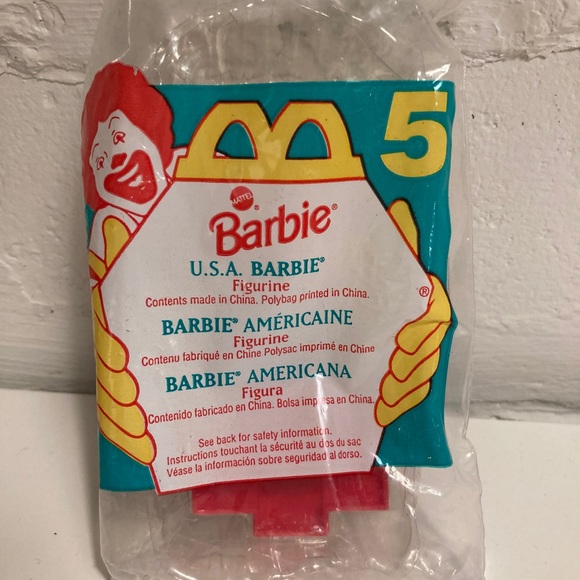 5
MATTEL
Barbie®
U.S.A. BARBIE®
Figurine
Contents made in China. Polybag printed in China.
BARBIE® AMÉRICAINE
Figurine
Contenu fabriqué en Chine Polysac imprimé en Chine
BARBIE® AMERICANA
Figura
Contenido fabricado en China. Bolsa impresa en China.
See back for safety information.
Instructions touchant la sécurité au dos du sac
Véase la información sobre seguridad al dorso.
®